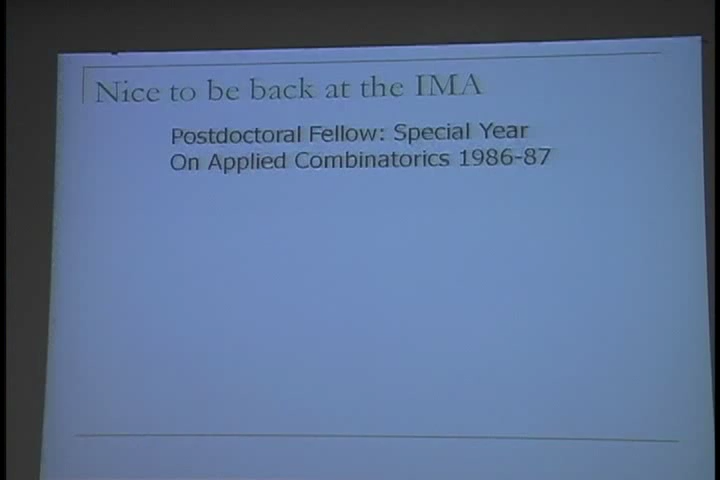 Nice to be back at the IMA
Postdoctoral Fellow: Special Year
On Applied Combinatorics 1986-87